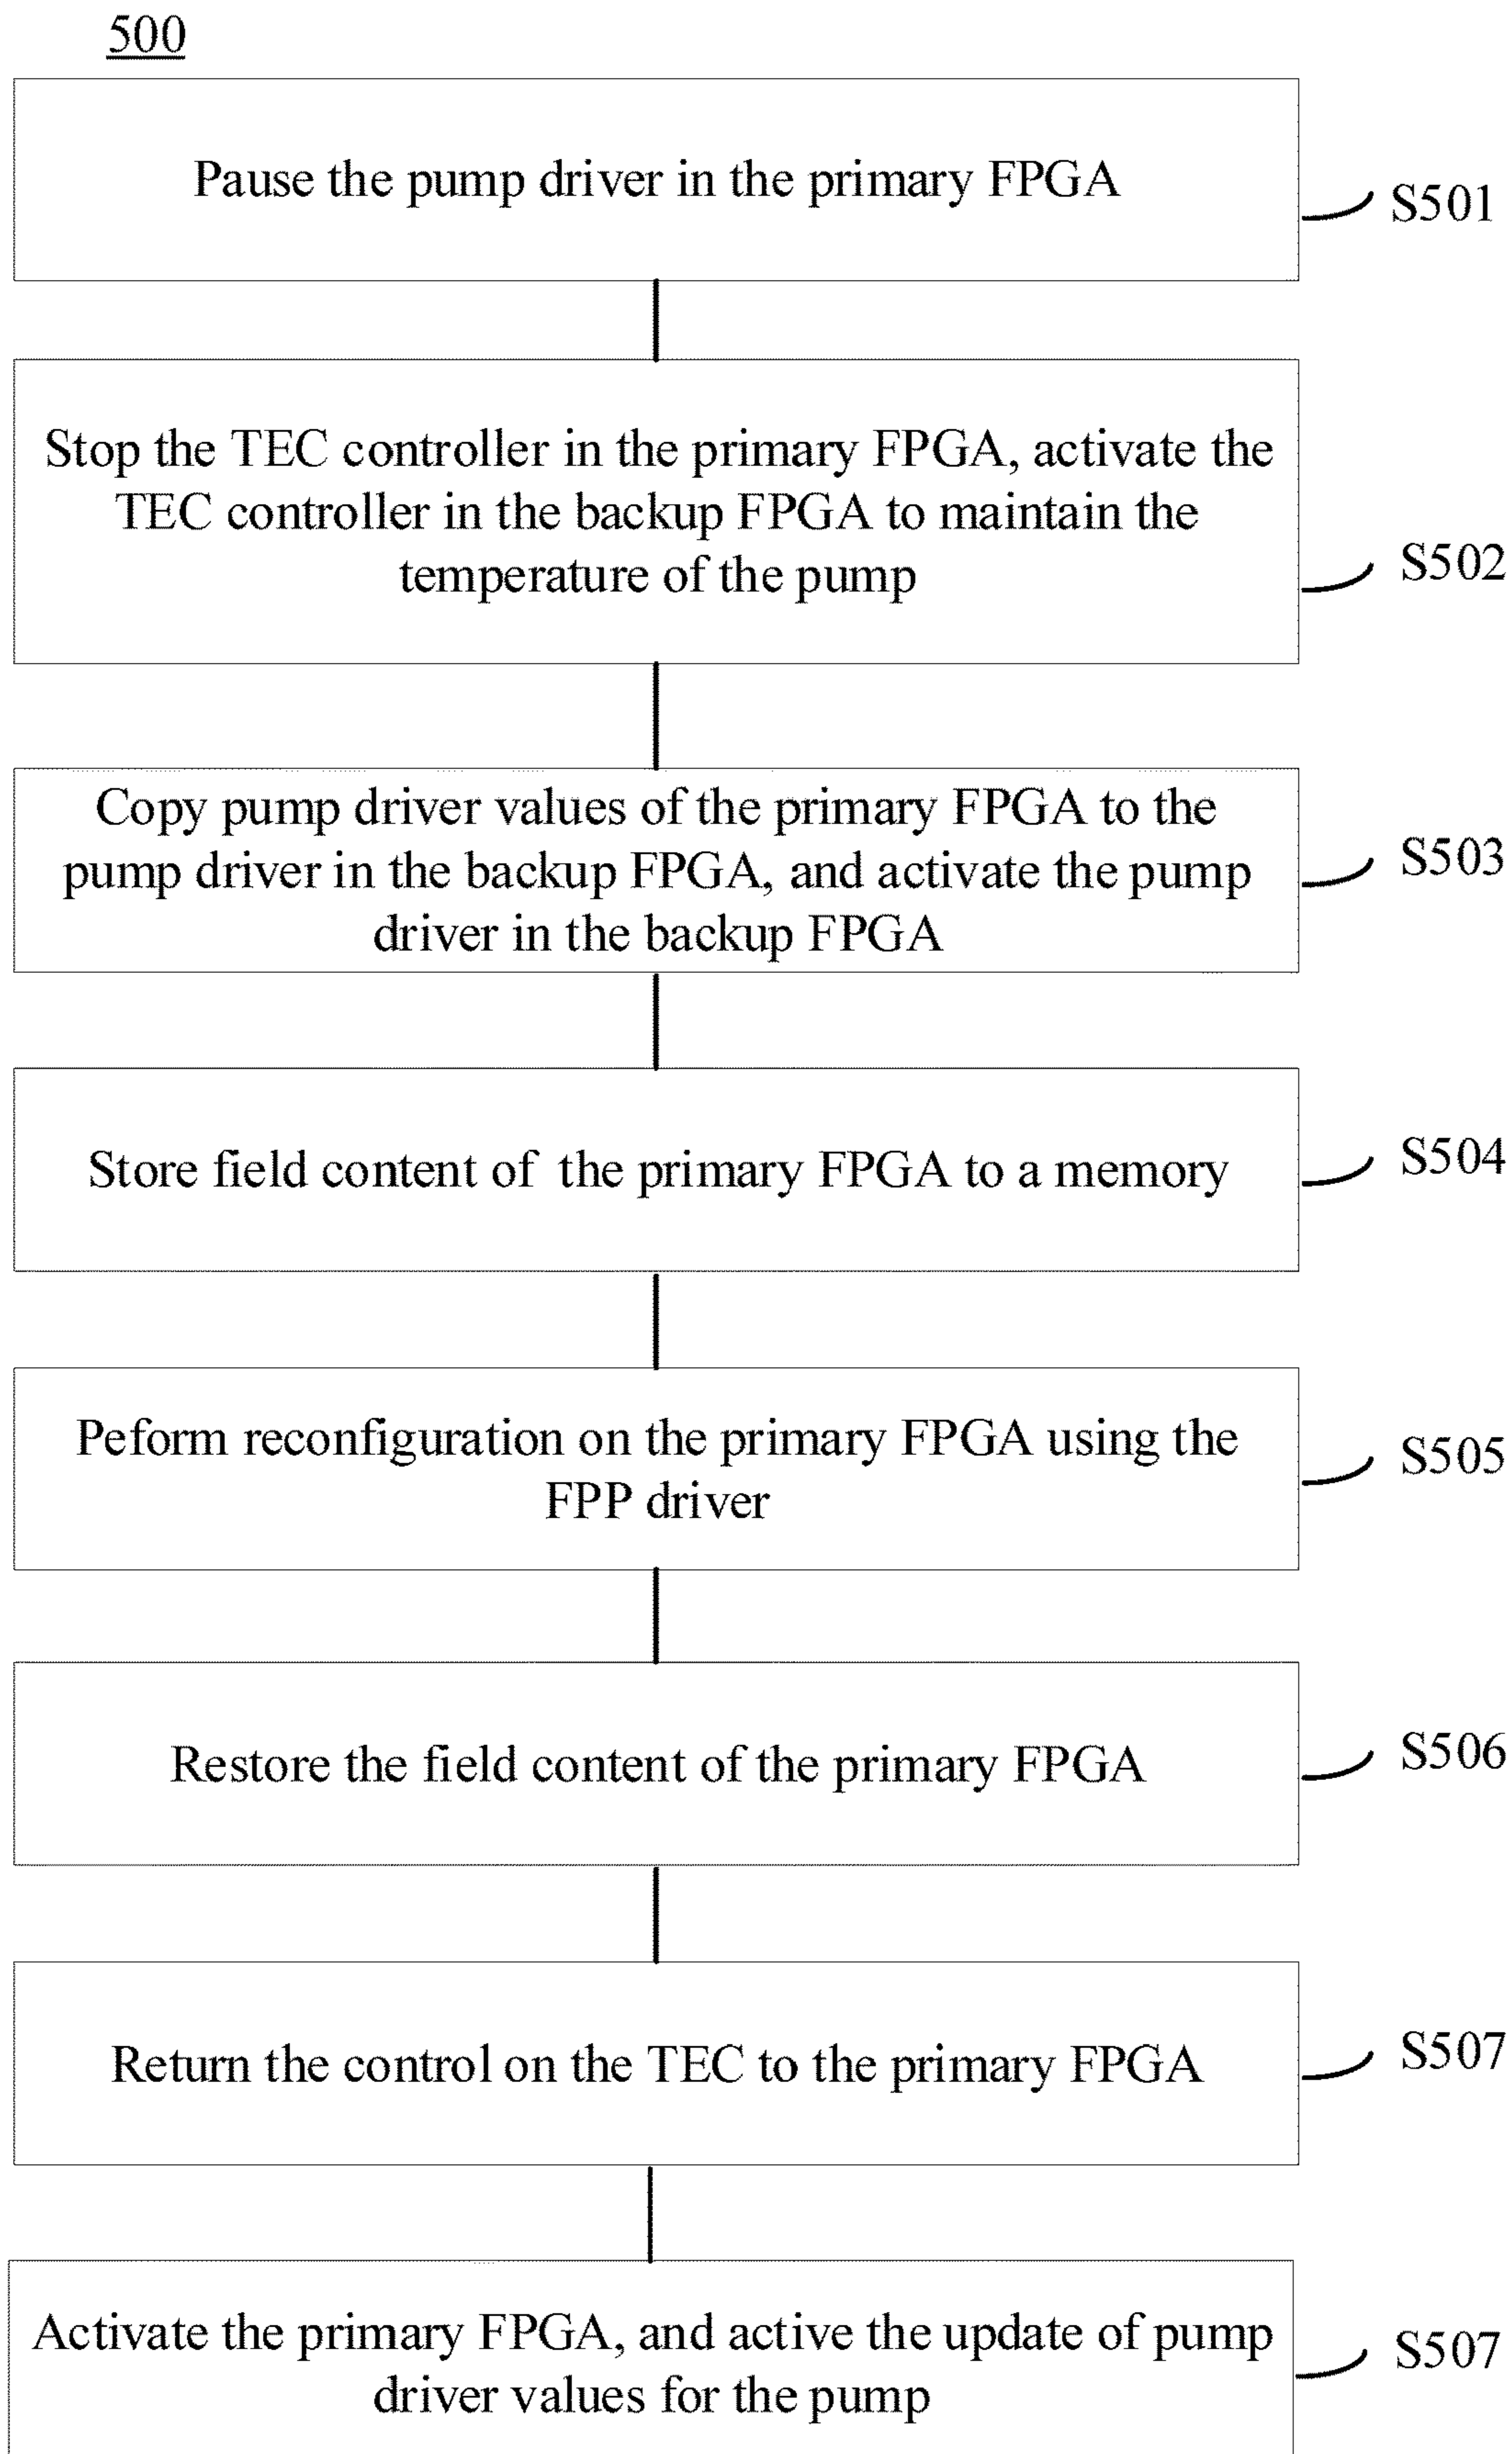 500
Pause the pump driver in the primary FPGA
S501
Stop the TEC controller in the primary FPGA, activate the
TEC controller in the backup FPGA to maintain the
temperature of the pump
S502
Copy pump driver values of the primary FPGA to the
pump driver in the backup FPGA, and activate the pump
driver in the backup FPGA
S503
Store field content of the primary FPGA to a memory
S504
Peform reconfiguration on the primary FPGA using the
FPP driver
S505
Restore the field content of the primary FPGA
S506
Return the control on the TEC to the primary FPGA
S507
Activate the primary FPGA, and active the update of pump
driver values for the pump
S507